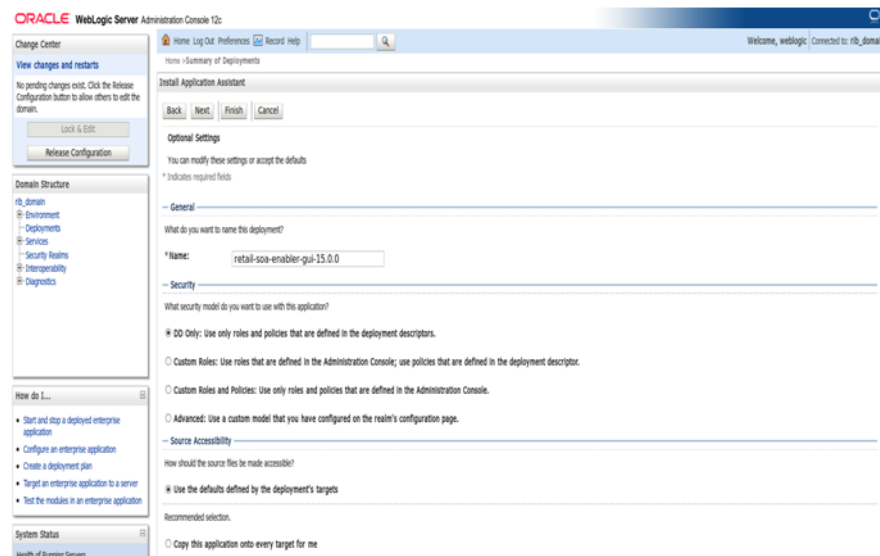 ORACLE WebLogic Server Administration Console 12c
Change Center
View changes and restarts
No pending changes exist. Click the Release
Configuration button to allow others to edit the
domain.
Lock & Edit
Release Configuration
Domain Structure
rib_domain
Environment
Deployments
Services
Security Realms
Interoperability
Diagnostics
How do I...
Start and stop a deployed enterprise
application
Configure an enterprise application
Create a deployment plan
Target an enterprise application to a server
Test the modules in an enterprise application
System Status
Health of Running Servers
Home Log Out Preferences Record Help
Welcome, weblogic Connected to: rib_domai
Home >Summary of Deployments
Install Application Assistant
Back Next Finish Cancel
Optional Settings
You can modify these settings or accept the defaults
* Indicates required fields
General
What do you want to name this deployment?
*Name: retail-soa-enabler-gui-15.0.0
Security
What security model do you want to use with this application?
DD Only: Use only roles and policies that are defined in the deployment descriptors.
Custom Roles: Use roles that are defined in the Administration Console; use policies that are defined in the deployment descriptor.
Custom Roles and Policies: Use only roles and policies that are defined in the Administration Console.
Advanced: Use a custom model that you have configured on the realm's configuration page.
Source Accessibility
How should the source files be made accessible?
Use the defaults defined by the deployment's targets
Recommended selection.
Copy this application onto every target for me